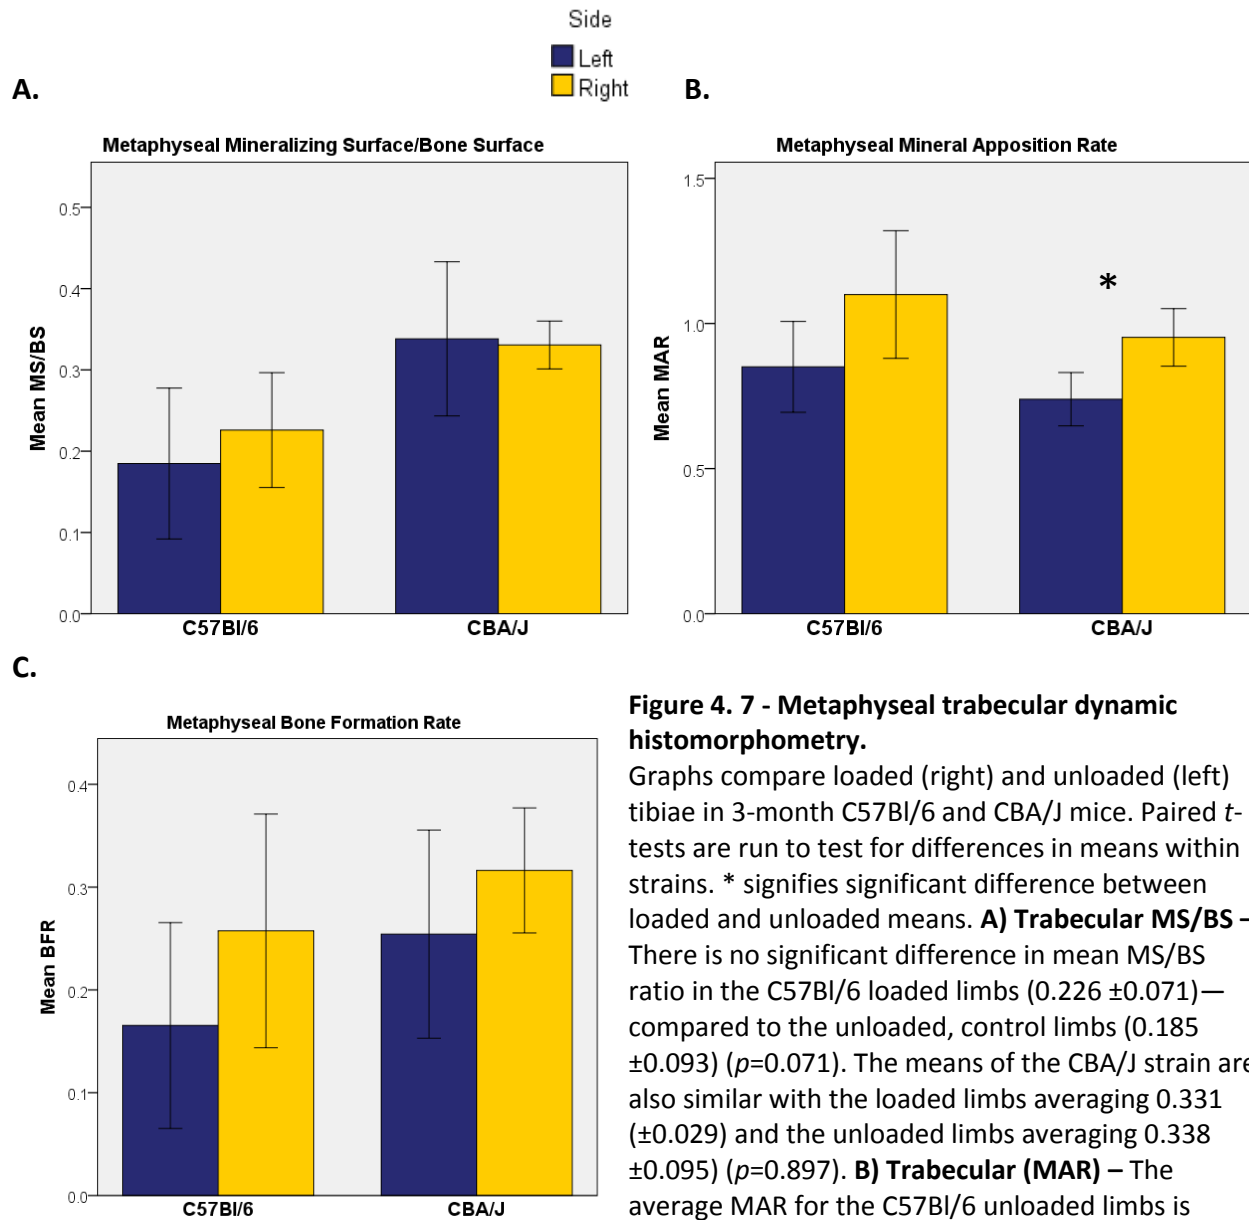 Side
Left
Right
A.
B.
Metaphyseal Mineralizing Surface/Bone Surface
Mean MS/BS
0.5
0.4
0.3
0.2
0.1
0.0
C57Bl/6
CBA/J
Metaphyseal Mineral Apposition Rate
Mean MAR
1.5
1.0
0.5
0.0
*
C57Bl/6
CBA/J
C.
Metaphyseal Bone Formation Rate
Mean BFR
0.4
0.3
0.2
0.1
0.0
C57Bl/6
CBA/J
Figure 4. 7 - Metaphyseal trabecular dynamic
histomorphometry.
Graphs compare loaded (right) and unloaded (left)
tibiae in 3-month C57Bl/6 and CBA/J mice. Paired t-
tests are run to test for differences in means within
strains. * signifies significant difference between
loaded and unloaded means. A) Trabecular MS/BS –
There is no significant difference in mean MS/BS
ratio in the C57Bl/6 loaded limbs (0.226 ±0.071)—
compared to the unloaded, control limbs (0.185
±0.093) (p=0.071). The means of the CBA/J strain are
also similar with the loaded limbs averaging 0.331
(±0.029) and the unloaded limbs averaging 0.338
±0.095) (p=0.897). B) Trabecular (MAR) – The
average MAR for the C57Bl/6 unloaded limbs is